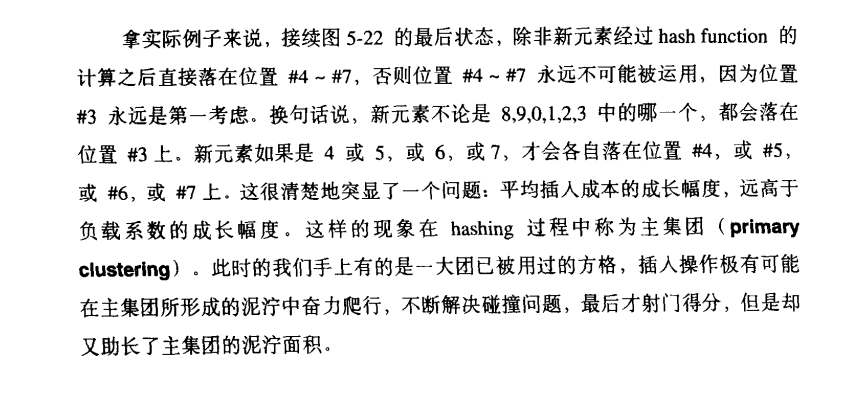 拿实际例子来说，接续图 5-22 的最后状态，除非新元素经过 hash function 的
计算之后直接落在位置 #4 ~ #7，否则位置 #4 ~ #7 永远不可能被运用，因为位置
#3 永远是第一考虑。换句话说，新元素不论是 8,9,0,1,2,3 中的哪一个，都会落在
位置 #3 上。新元素如果是 4 或 5，或 6，或 7，才会各自落在位置 #4，或 #5，
或 #6，或 #7 上。这很清楚地突显了一个问题：平均插入成本的成长幅度，远高于
负载系数的成长幅度。这样的现象在 hashing 过程中称为主集团（primary
clustering）。此时的我们手上有的是一大团已被用过的方格，插入操作极有可能
在主集团所形成的泥泞中奋力爬行，不断解决碰撞问题，最后才射门得分，但是却
又助长了主集团的泥泞面积。